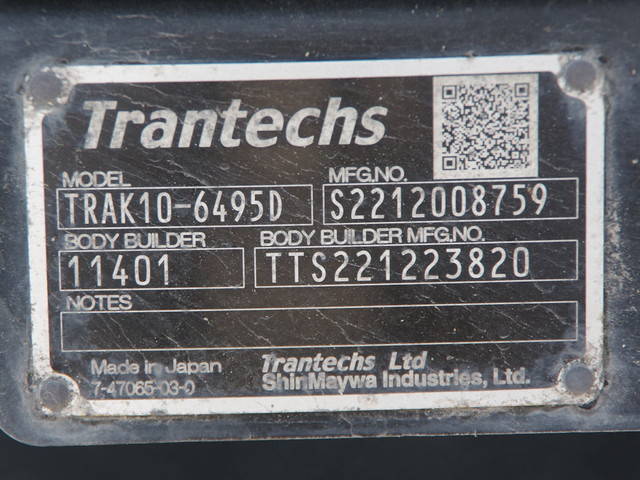 Trantechs
MODEL MFG.NO.
TRAK10-6495D S2212008759
BODY BUILDER BODY BUILDER MFG.NO.
11401 TTS221223820
NOTES
Made in Japan Trantechs Ltd
7-47065-03-0 ShinMaywa Industries, Ltd.